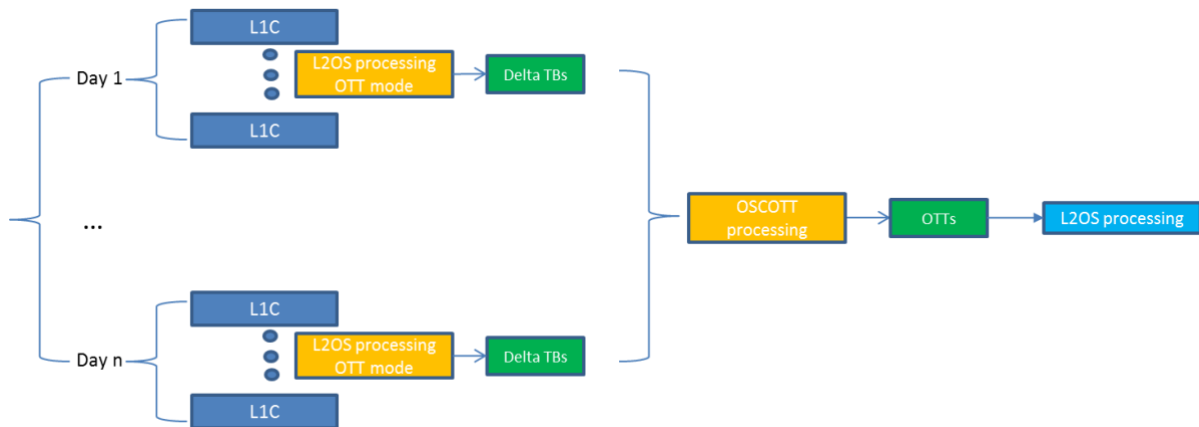 L1C
Day 1
L2OS processing
OTT mode
Delta TBs
L1C
...
OSCOTT
processing
OTTs
L2OS processing
L1C
Day n
L2OS processing
OTT mode
Delta TBs
L1C